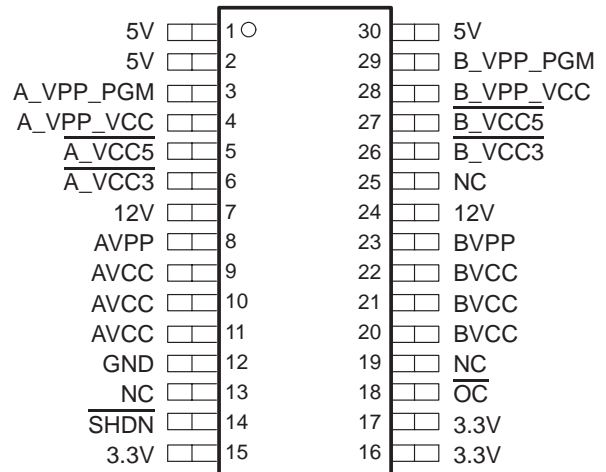 5V 1 30 5V
5V 2 29 B_VPP_PGM
A_VPP_PGM 3 28 B_VPP_VCC
A_VPP_VCC 4 27 B_VCC5
A_VCC5 5 26 B_VCC3
A_VCC3 6 25 NC
12V 7 24 12V
AVPP 8 23 BVPP
AVCC 9 22 BVCC
AVCC 10 21 BVCC
AVCC 11 20 BVCC
GND 12 19 NC
NC 13 18 OC
SHDN 14 17 3.3V
3.3V 15 16 3.3V